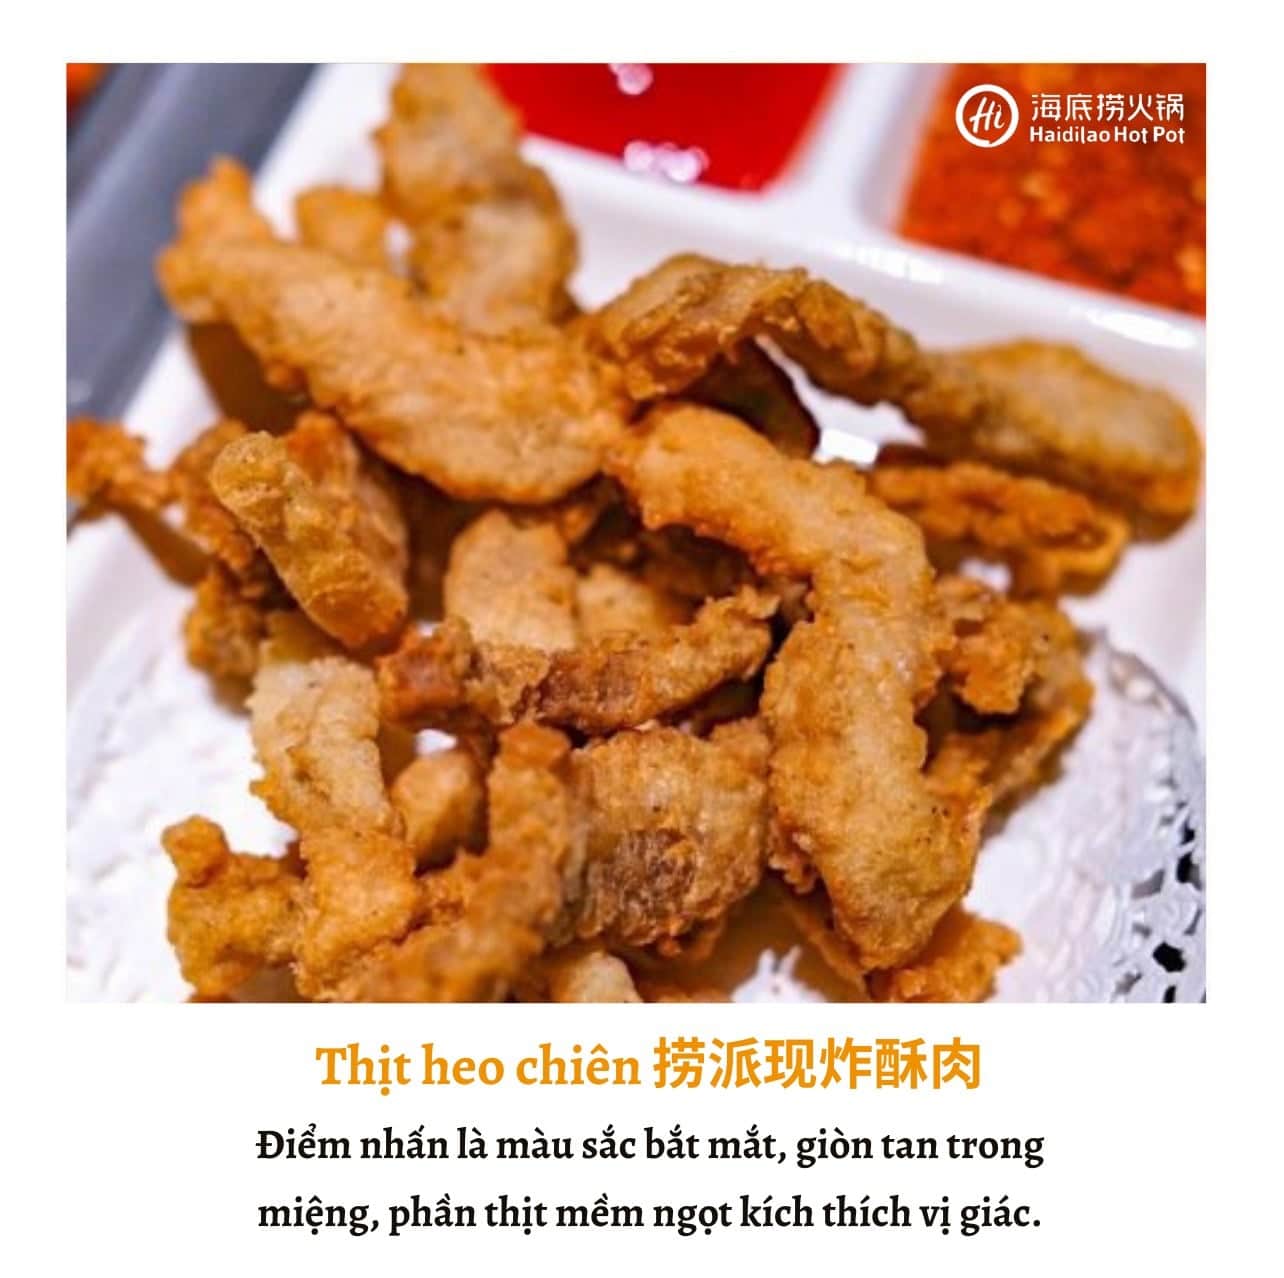 海底捞火锅
Haidilao Hot Pot
Thịt heo chiên 捞派现炸酥肉
Điểm nhấn là màu sắc bắt mắt, giòn tan trong
miệng, phần thịt mềm ngọt kích thích vị giác.